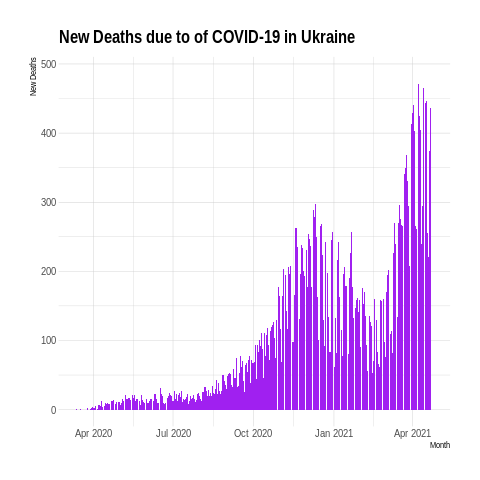 New Deaths due to of COVID-19 in Ukraine
New Deaths
500
400
300
200
100
0
Apr 2020
Jul 2020
Oct 2020
Jan 2021
Apr 2021
Month